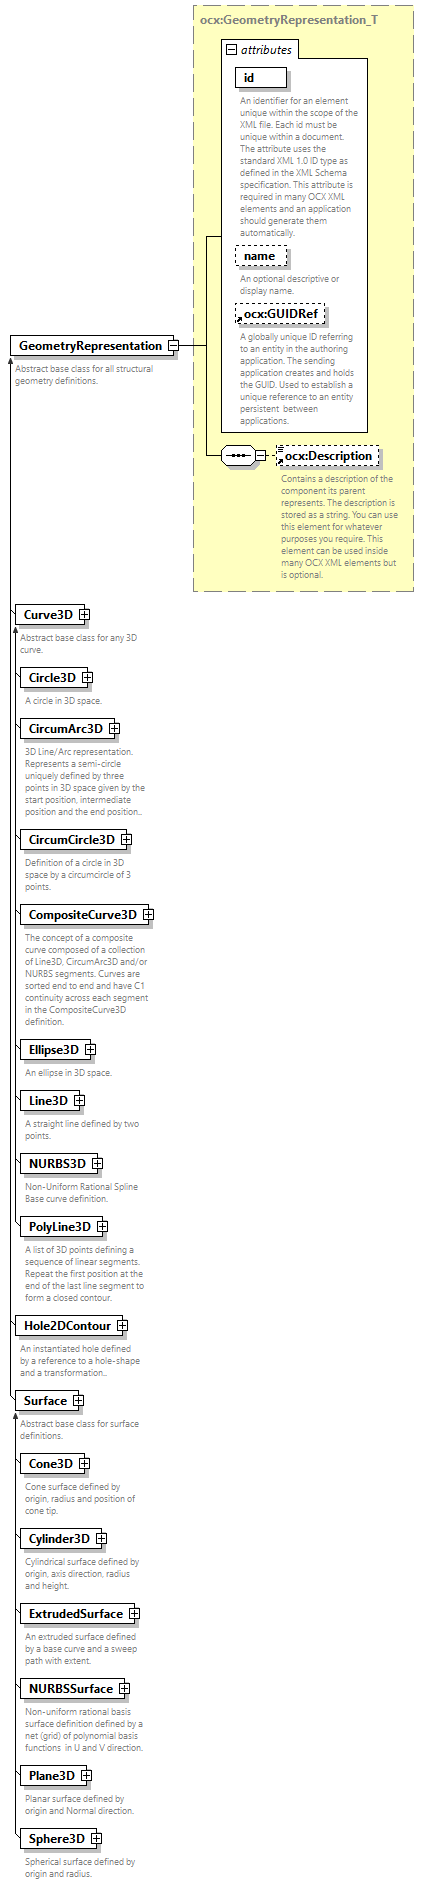 ocx:GeometryRepresentation_T
attributes
id
An identifier for an element
unique within the scope of the
XML file. Each id must be
unique within a document.
The attribute uses the
standard XML 1.0 ID type as
defined in the XML Schema
specification. This attribute is
required in many OCX XML
elements and an application
should generate them
automatically.
name
An optional descriptive or
display name.
ocx:GUIDRef
A globally unique ID referring
to an entity in the authoring
application. The sending
application creates and holds
the GUID. Used to establish a
unique reference to an entity
persistent between
applications.
GeometryRepresentation
Abstract base class for all structural
geometry definitions.
ocx:Description
Contains a description of the
component its parent
represents. The description is
stored as a string. You can use
this element for whatever
purposes you require. This
element can be used inside
many OCX XML elements but
is optional.
Curve3D
Abstract base class for any 3D
curve.
Circle3D
A circle in 3D space.
CircumArc3D
3D Line/Arc representation.
Represents a semi-circle
uniquely defined by three
points in 3D space given by the
start position, intermediate
position and the end position..
CircumCircle3D
Definition of a circle in 3D
space by a circumcircle of 3
points.
CompositeCurve3D
The concept of a composite
curve composed of a collection
of Line3D, CircumArc3D and/or
NURBS segments. Curves are
sorted end to end and have C1
continuity across each segment
in the CompositeCurve3D
definition.
Ellipse3D
An ellipse in 3D space.
Line3D
A straight line defined by two
points.
NURBS3D
Non-Uniform Rational Spline
Base curve definition.
PolyLine3D
A list of 3D points defining a
sequence of linear segments.
Repeat the first position at the
end of the last line segment to
form a closed contour.
Hole2DContour
An instantiated hole defined
by a reference to a hole-shape
and a transformation..
Surface
Abstract base class for surface
definitions.
Cone3D
Cone surface defined by
origin, radius and position of
cone tip.
Cylinder3D
Cylindrical surface defined by
origin, axis direction, radius
and height.
ExtrudedSurface
An extruded surface defined
by a base curve and a sweep
path with extent.
NURBSSurface
Non-uniform rational basis
surface definition defined by a
net (grid) of polynomial basis
functions in U and V direction.
Plane3D
Planar surface defined by
origin and Normal direction.
Sphere3D
Spherical surface defined by
origin and radius.